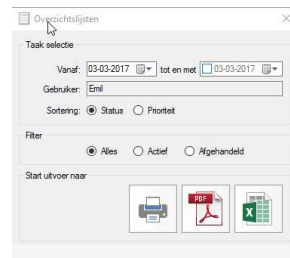 Overzichtslijsten
Taak selectie
Vanaf: 03-03-2017 tot en met 03-03-2017
Gebruiker: Emil
Sortering: Status Prioriteit
Filter
Alles Actief Afgehandeld
Start uitvoer naar
PDF
X